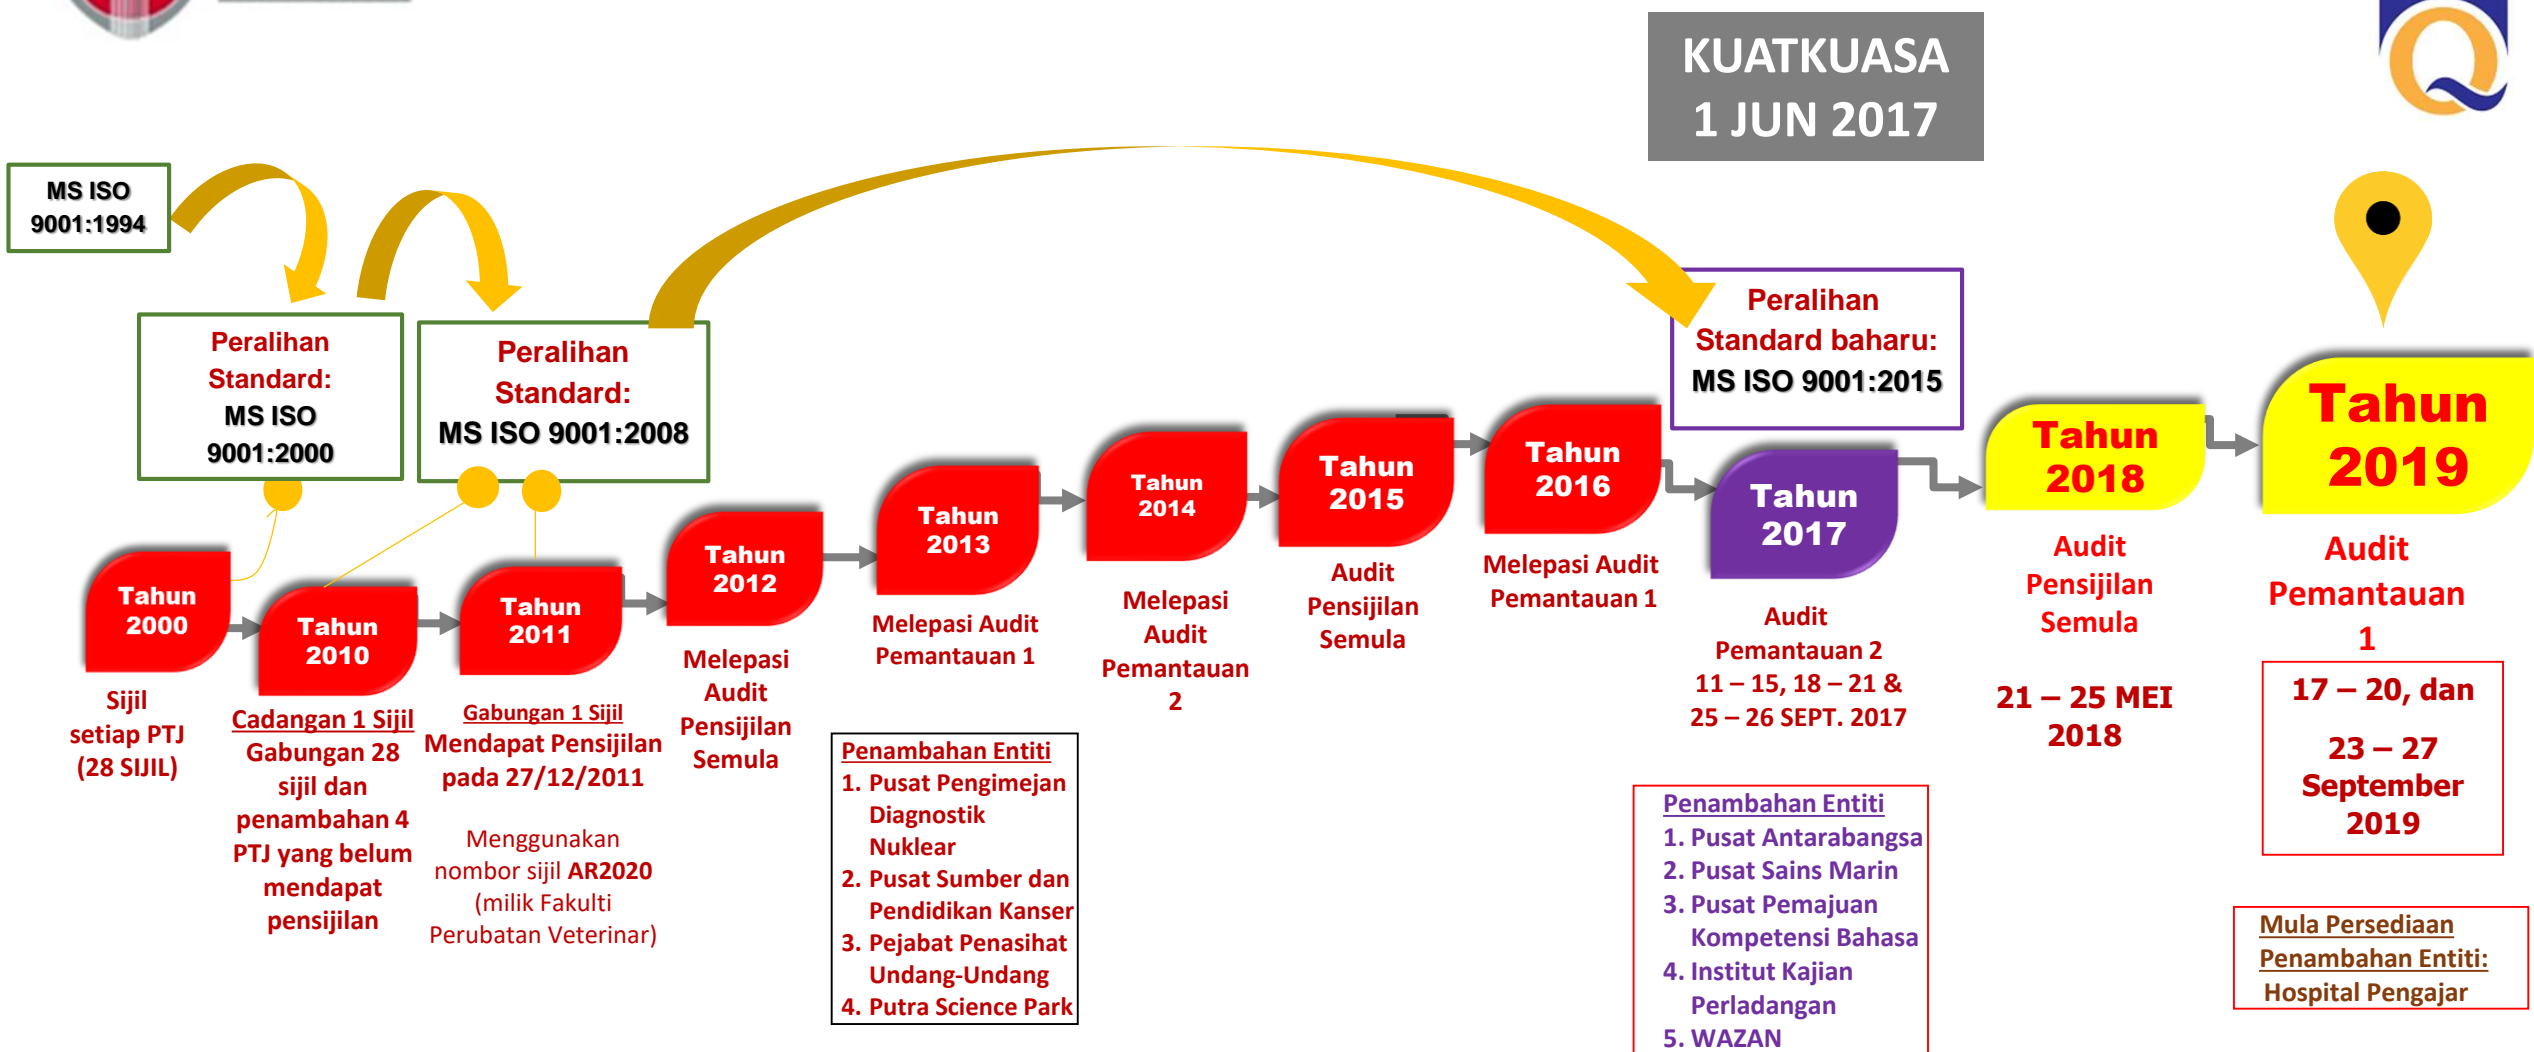 KUATKUASA
1 JUN 2017
MS ISO
9001:1994
Peralihan
Standard:
MS ISO
9001:2000
Peralihan
Standard:
MS ISO 9001:2008
Peralihan
Standard baharu:
MS ISO 9001:2015
Tahun
2000
Sijil
setiap PTJ
(28 SIJIL)
Tahun
2010
Cadangan 1 Sijil
Gabungan 28
sijil dan
penambahan 4
PTJ yang belum
mendapat
pensijilan
Tahun
2011
Gabungan 1 Sijil
Mendapat Pensijilan
pada 27/12/2011
Menggunakan
nombor sijil AR2020
(milik Fakulti
Perubatan Veterinar)
Tahun
2012
Melepasi
Audit
Pensijilan
Semula
Tahun
2013
Melepasi Audit
Pemantauan 1
Penambahan Entiti
1. Pusat Pengimejan
Diagnostik
Nuklear
2. Pusat Sumber dan
Pendidikan Kanser
3. Pejabat Penasihat
Undang-Undang
4. Putra Science Park
Tahun
2014
Melepasi
Audit
Pemantauan
2
Tahun
2015
Audit
Pensijilan
Semula
Tahun
2016
Melepasi Audit
Pemantauan 1
Tahun
2017
Audit
Pemantauan 2
11 – 15, 18 – 21 &
25 – 26 SEPT. 2017
Penambahan Entiti
1. Pusat Antarabangsa
2. Pusat Sains Marin
3. Pusat Pemajuan
Kompetensi Bahasa
4. Institut Kajian
Perladangan
5. WAZAN
Tahun
2018
Audit
Pensijilan
Semula
21 – 25 MEI
2018
Tahun
2019
Audit
Pemantauan
1
17 – 20, dan
23 – 27
September
2019
Mula Persediaan
Penambahan Entiti:
Hospital Pengajar